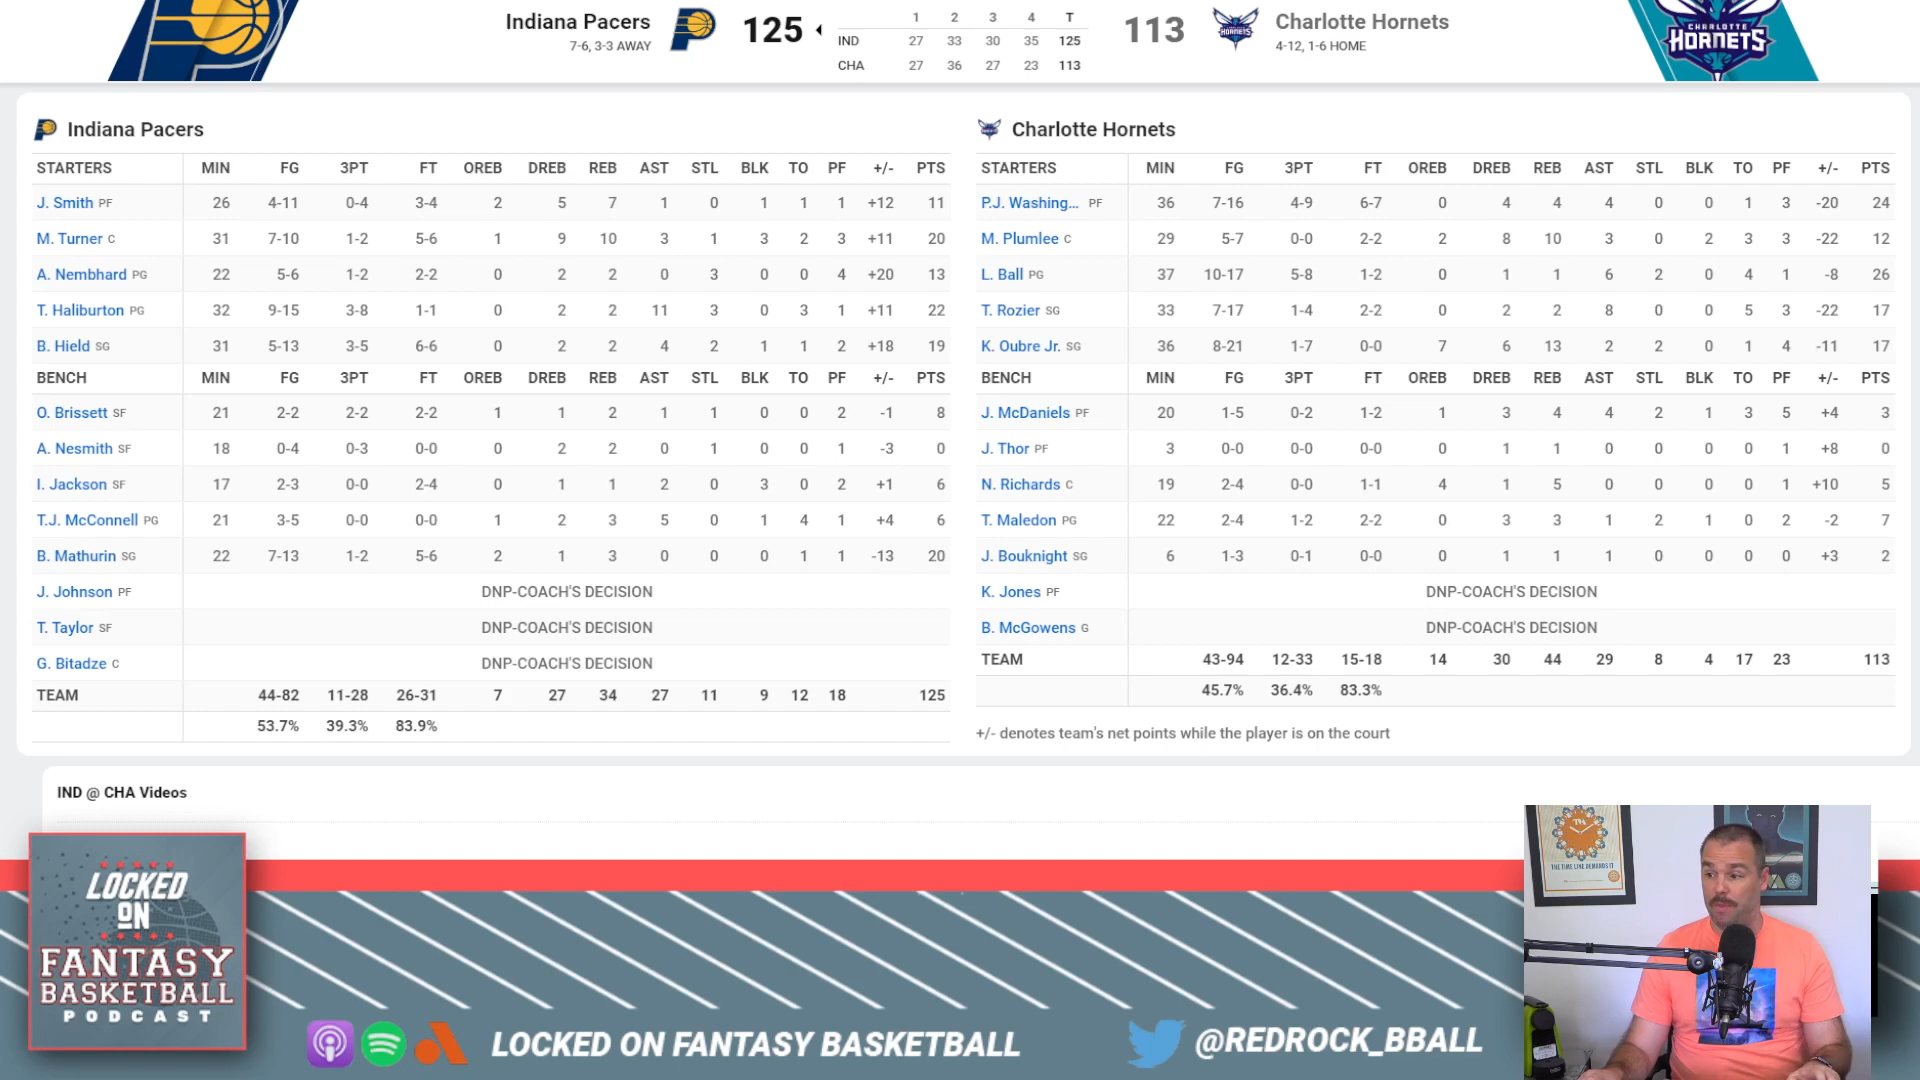 Indiana Pacers
7-6, 3-3 AWAY
125
1 2 3 4 T
IND 27 33 30 35 125
CHA 27 36 27 23 113
113
Charlotte Hornets
4-12, 1-6 HOME
HORNETS
CHARLOTTE
HORNETS
Indiana Pacers
STARTERS MIN FG 3PT FT OREB DREB REB AST STL BLK TO PF +/- PTS
J. Smith PF 26 4-11 0-4 3-4 2 5 7 1 0 1 1 1 +12 11
M. Turner C 31 7-10 1-2 5-6 1 9 10 3 1 3 2 3 +11 20
A. Nembhard PG 22 5-6 1-2 2-2 0 2 2 0 3 0 0 4 +20 13
T. Haliburton PG 32 9-15 3-8 1-1 0 2 2 11 3 0 3 1 +11 22
B. Hield SG 31 5-13 3-5 6-6 0 2 2 4 2 1 1 2 +18 19
BENCH MIN FG 3PT FT OREB DREB REB AST STL BLK TO PF +/- PTS
O. Brissett SF 21 2-2 2-2 2-2 1 1 2 1 1 0 0 2 -1 8
A. Nesmith SF 18 0-4 0-3 0-0 0 2 2 0 1 0 0 1 -3 0
I. Jackson SF 17 2-3 0-0 2-4 0 1 1 2 0 3 0 2 +1 6
T.J. McConnell PG 21 3-5 0-0 0-0 1 2 3 5 0 1 4 1 +4 6
B. Mathurin SG 22 7-13 1-2 5-6 2 1 3 0 0 0 1 1 -13 20
J. Johnson PF DNP-COACH'S DECISION
T. Taylor SF DNP-COACH'S DECISION
G. Bitadze C DNP-COACH'S DECISION
TEAM 44-82 11-28 26-31 7 27 34 27 11 9 12 18 125
53.7% 39.3% 83.9%
Charlotte Hornets
STARTERS MIN FG 3PT FT OREB DREB REB AST STL BLK TO PF +/- PTS
P.J. Washing... PF 36 7-16 4-9 6-7 0 4 4 4 0 0 1 3 -20 24
M. Plumlee C 29 5-7 0-0 2-2 2 8 10 3 0 2 3 3 -22 12
L. Ball PG 37 10-17 5-8 1-2 0 1 1 6 2 0 4 1 -8 26
T. Rozier SG 33 7-17 1-4 2-2 0 2 2 8 0 0 5 3 -22 17
K. Oubre Jr. SG 36 8-21 1-7 0-0 7 6 13 2 2 0 1 4 -11 17
BENCH MIN FG 3PT FT OREB DREB REB AST STL BLK TO PF +/- PTS
J. McDaniels PF 20 1-5 0-2 1-2 1 3 4 4 2 1 3 5 +4 3
J. Thor PF 3 0-0 0-0 0-0 0 1 1 0 0 0 0 1 +8 0
N. Richards C 19 2-4 0-0 1-1 4 1 5 0 0 0 0 1 +10 5
T. Maledon PG 22 2-4 1-2 2-2 0 3 3 1 2 1 0 2 -2 7
J. Bouknight SG 6 1-3 0-1 0-0 0 1 1 1 0 0 0 0 +3 2
K. Jones PF DNP-COACH'S DECISION
B. McGowens G DNP-COACH'S DECISION
TEAM 43-94 12-33 15-18 14 30 44 29 8 4 17 23 113
45.7% 36.4% 83.3%
+/- denotes team's net points while the player is on the court
IND @ CHA Videos
LOCKED
ON
FANTASY
BASKETBALL
PODCAST
LOCKED ON FANTASY BASKETBALL
@REDROCK_BBALL
THE TIME LINE DEMANDS IT